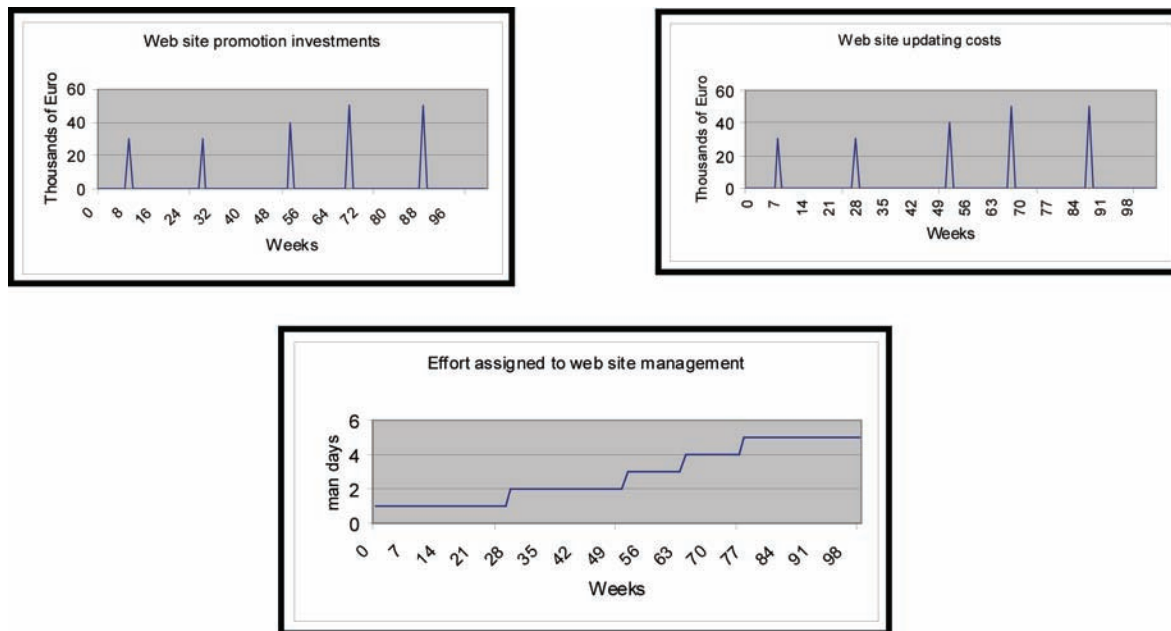 Web site promotion investments
Thousands of Euro
60
40
20
0
0 8 16 24 32 40 48 56 64 72 80 88 96
Weeks
Web site updating costs
Thousands of Euro
60
40
20
0
0 7 14 21 28 35 42 49 56 63 70 77 84 91 98
Weeks
Effort assigned to web site management
man days
6
4
2
0
0 7 14 21 28 35 42 49 56 63 70 77 84 91 98
Weeks